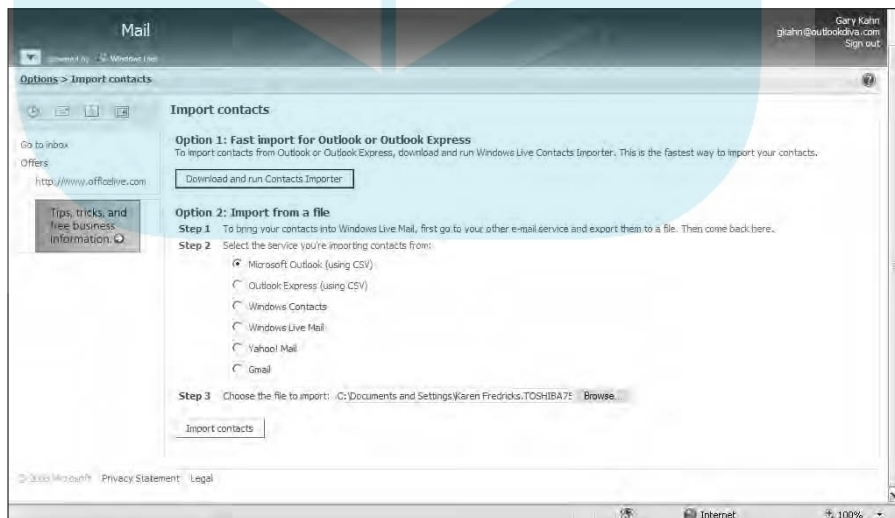 Mail
Gary Kahn
gkahn@outlookdiva.com
Sign out
powered by Windows Live
Options > Import contacts
Import contacts
Go to inbox
Offers
http://www.officelive.com
Tips, tricks, and
free business
information.
Option 1: Fast import for Outlook or Outlook Express
To import contacts from Outlook or Outlook Express, download and run Windows Live Contacts Importer. This is the fastest way to import your contacts.
Download and run Contacts Importer
Option 2: Import from a file
Step 1 To bring your contacts into Windows Live Mail, first go to your other e-mail service and export them to a file. Then come back here.
Step 2 Select the service you're importing contacts from:
Microsoft Outlook (using CSV)
Outlook Express (using CSV)
Windows Contacts
Windows Live Mail
Yahoo! Mail
Gmail
Step 3 Choose the file to import: C:\Documents and Settings\Karen Fredricks.TOSHIBA75 Browse...
Import contacts
Microsoft Privacy Statement Legal
Internet 100%